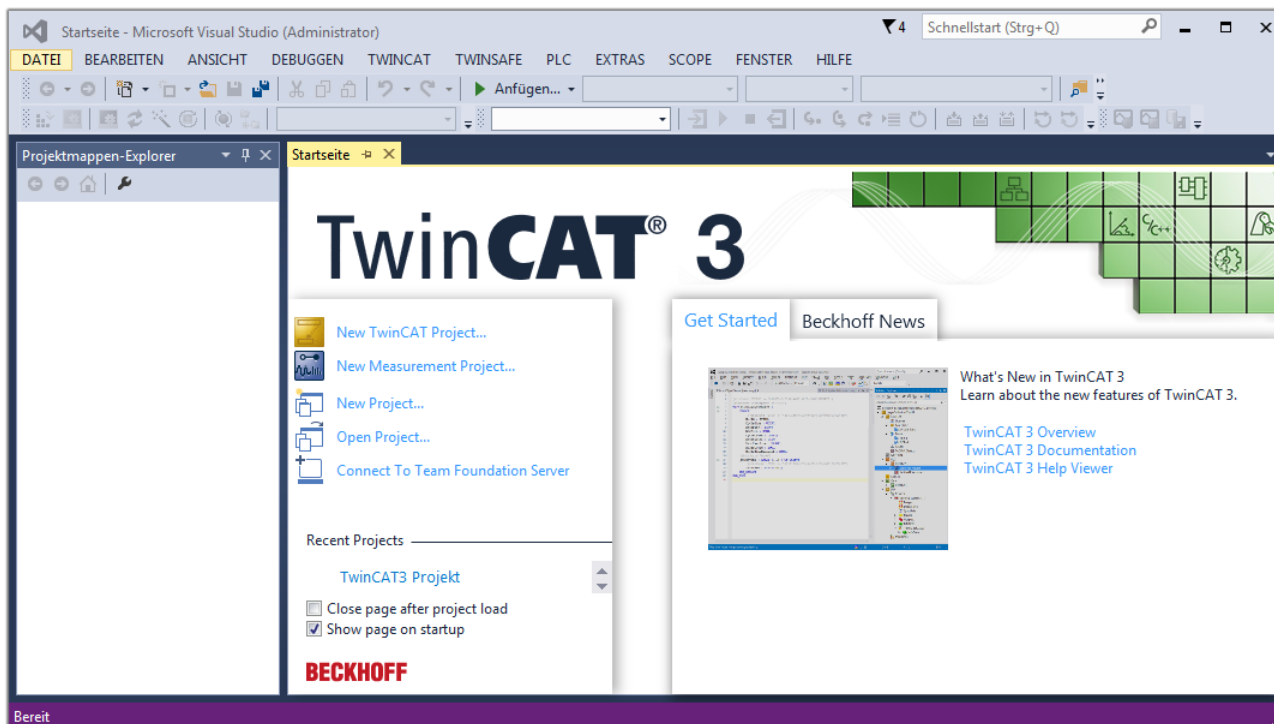 Startseite - Microsoft Visual Studio (Administrator)
4
Schnellstart (Strg+Q)
DATEI BEARBEITEN ANSICHT DEBUGGEN TWINCAT TWINSAFE PLC EXTRAS SCOPE FENSTER HILFE
Anfügen...
Projektmappen-Explorer
Startseite
TwinCAT® 3
C/C++
New TwinCAT Project...
New Measurement Project...
New Project...
Open Project...
Connect To Team Foundation Server
Recent Projects
TwinCAT3 Projekt
Close page after project load
Show page on startup
BECKHOFF
Get Started
Beckhoff News
What's New in TwinCAT 3
Learn about the new features of TwinCAT 3.
TwinCAT 3 Overview
TwinCAT 3 Documentation
TwinCAT 3 Help Viewer
Bereit